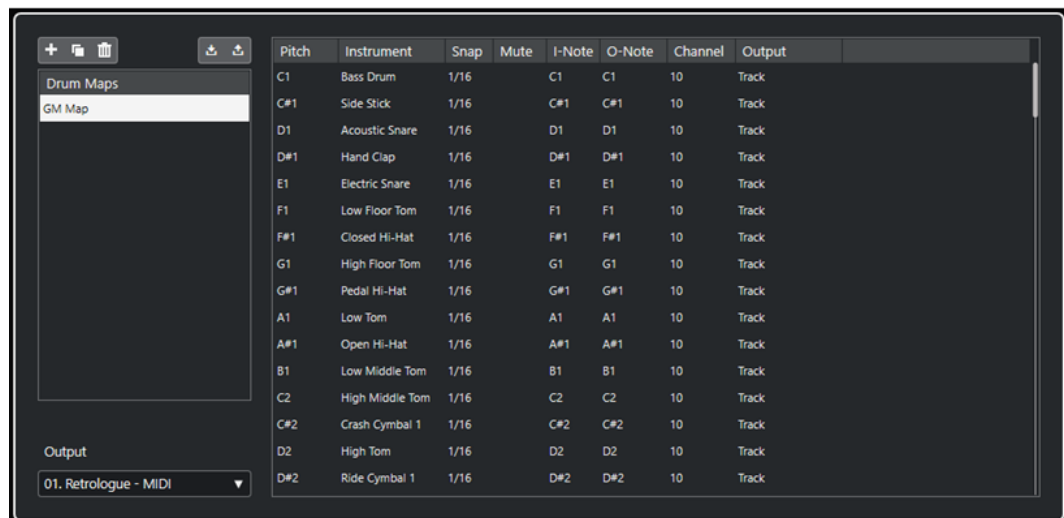 Drum Maps
GM Map
Output
01. Retrologue - MIDI
Pitch Instrument Snap Mute I-Note O-Note Channel Output
C1 Bass Drum 1/16 C1 C1 10 Track
C#1 Side Stick 1/16 C#1 C#1 10 Track
D1 Acoustic Snare 1/16 D1 D1 10 Track
D#1 Hand Clap 1/16 D#1 D#1 10 Track
E1 Electric Snare 1/16 E1 E1 10 Track
F1 Low Floor Tom 1/16 F1 F1 10 Track
F#1 Closed Hi-Hat 1/16 F#1 F#1 10 Track
G1 High Floor Tom 1/16 G1 G1 10 Track
G#1 Pedal Hi-Hat 1/16 G#1 G#1 10 Track
A1 Low Tom 1/16 A1 A1 10 Track
A#1 Open Hi-Hat 1/16 A#1 A#1 10 Track
B1 Low Middle Tom 1/16 B1 B1 10 Track
C2 High Middle Tom 1/16 C2 C2 10 Track
C#2 Crash Cymbal 1 1/16 C#2 C#2 10 Track
D2 High Tom 1/16 D2 D2 10 Track
D#2 Ride Cymbal 1 1/16 D#2 D#2 10 Track